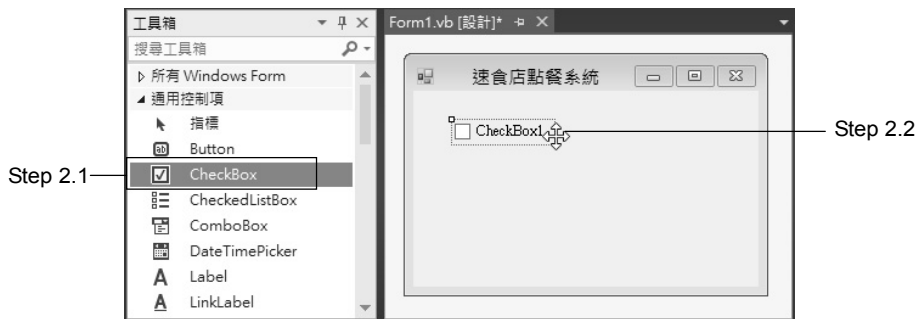 工具箱
搜尋工具箱
所有 Windows Form
通用控制項
指標
Button
CheckBox
CheckedListBox
ComboBox
DateTimePicker
Label
LinkLabel
Step 2.1
Form1.vb [設計]*
速食店點餐系統
CheckBox1
Step 2.2